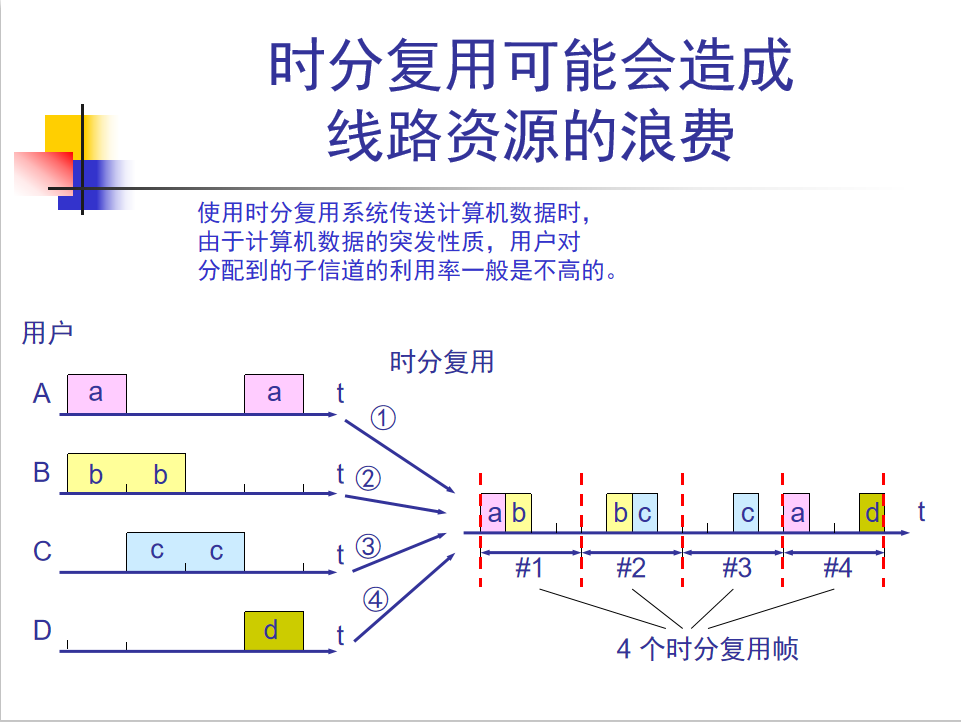 时分复用可能会造成
线路资源的浪费
使用时分复用系统传送计算机数据时，
由于计算机数据的突发性质，用户对
分配到的子信道的利用率一般是不高的。
用户
时分复用
A a a t
①
B b b t
②
C c c t
③
D d t
④
a b b c c a d t
#1 #2 #3 #4
4 个时分复用帧